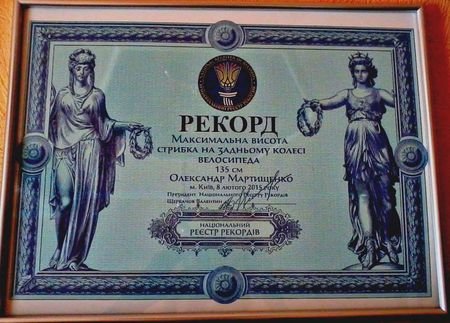 РЕКОРД
Максимальна висота
стрибка на задньому колесі
велосипеда
135 см
Олександр Мартищенко
м. Київ, 8 лютого 2015 року
Президент Національного Реєстру Рекордів
Щербачов Валентин
НАЦІОНАЛЬНИЙ
РЕЄСТР РЕКОРДІВ